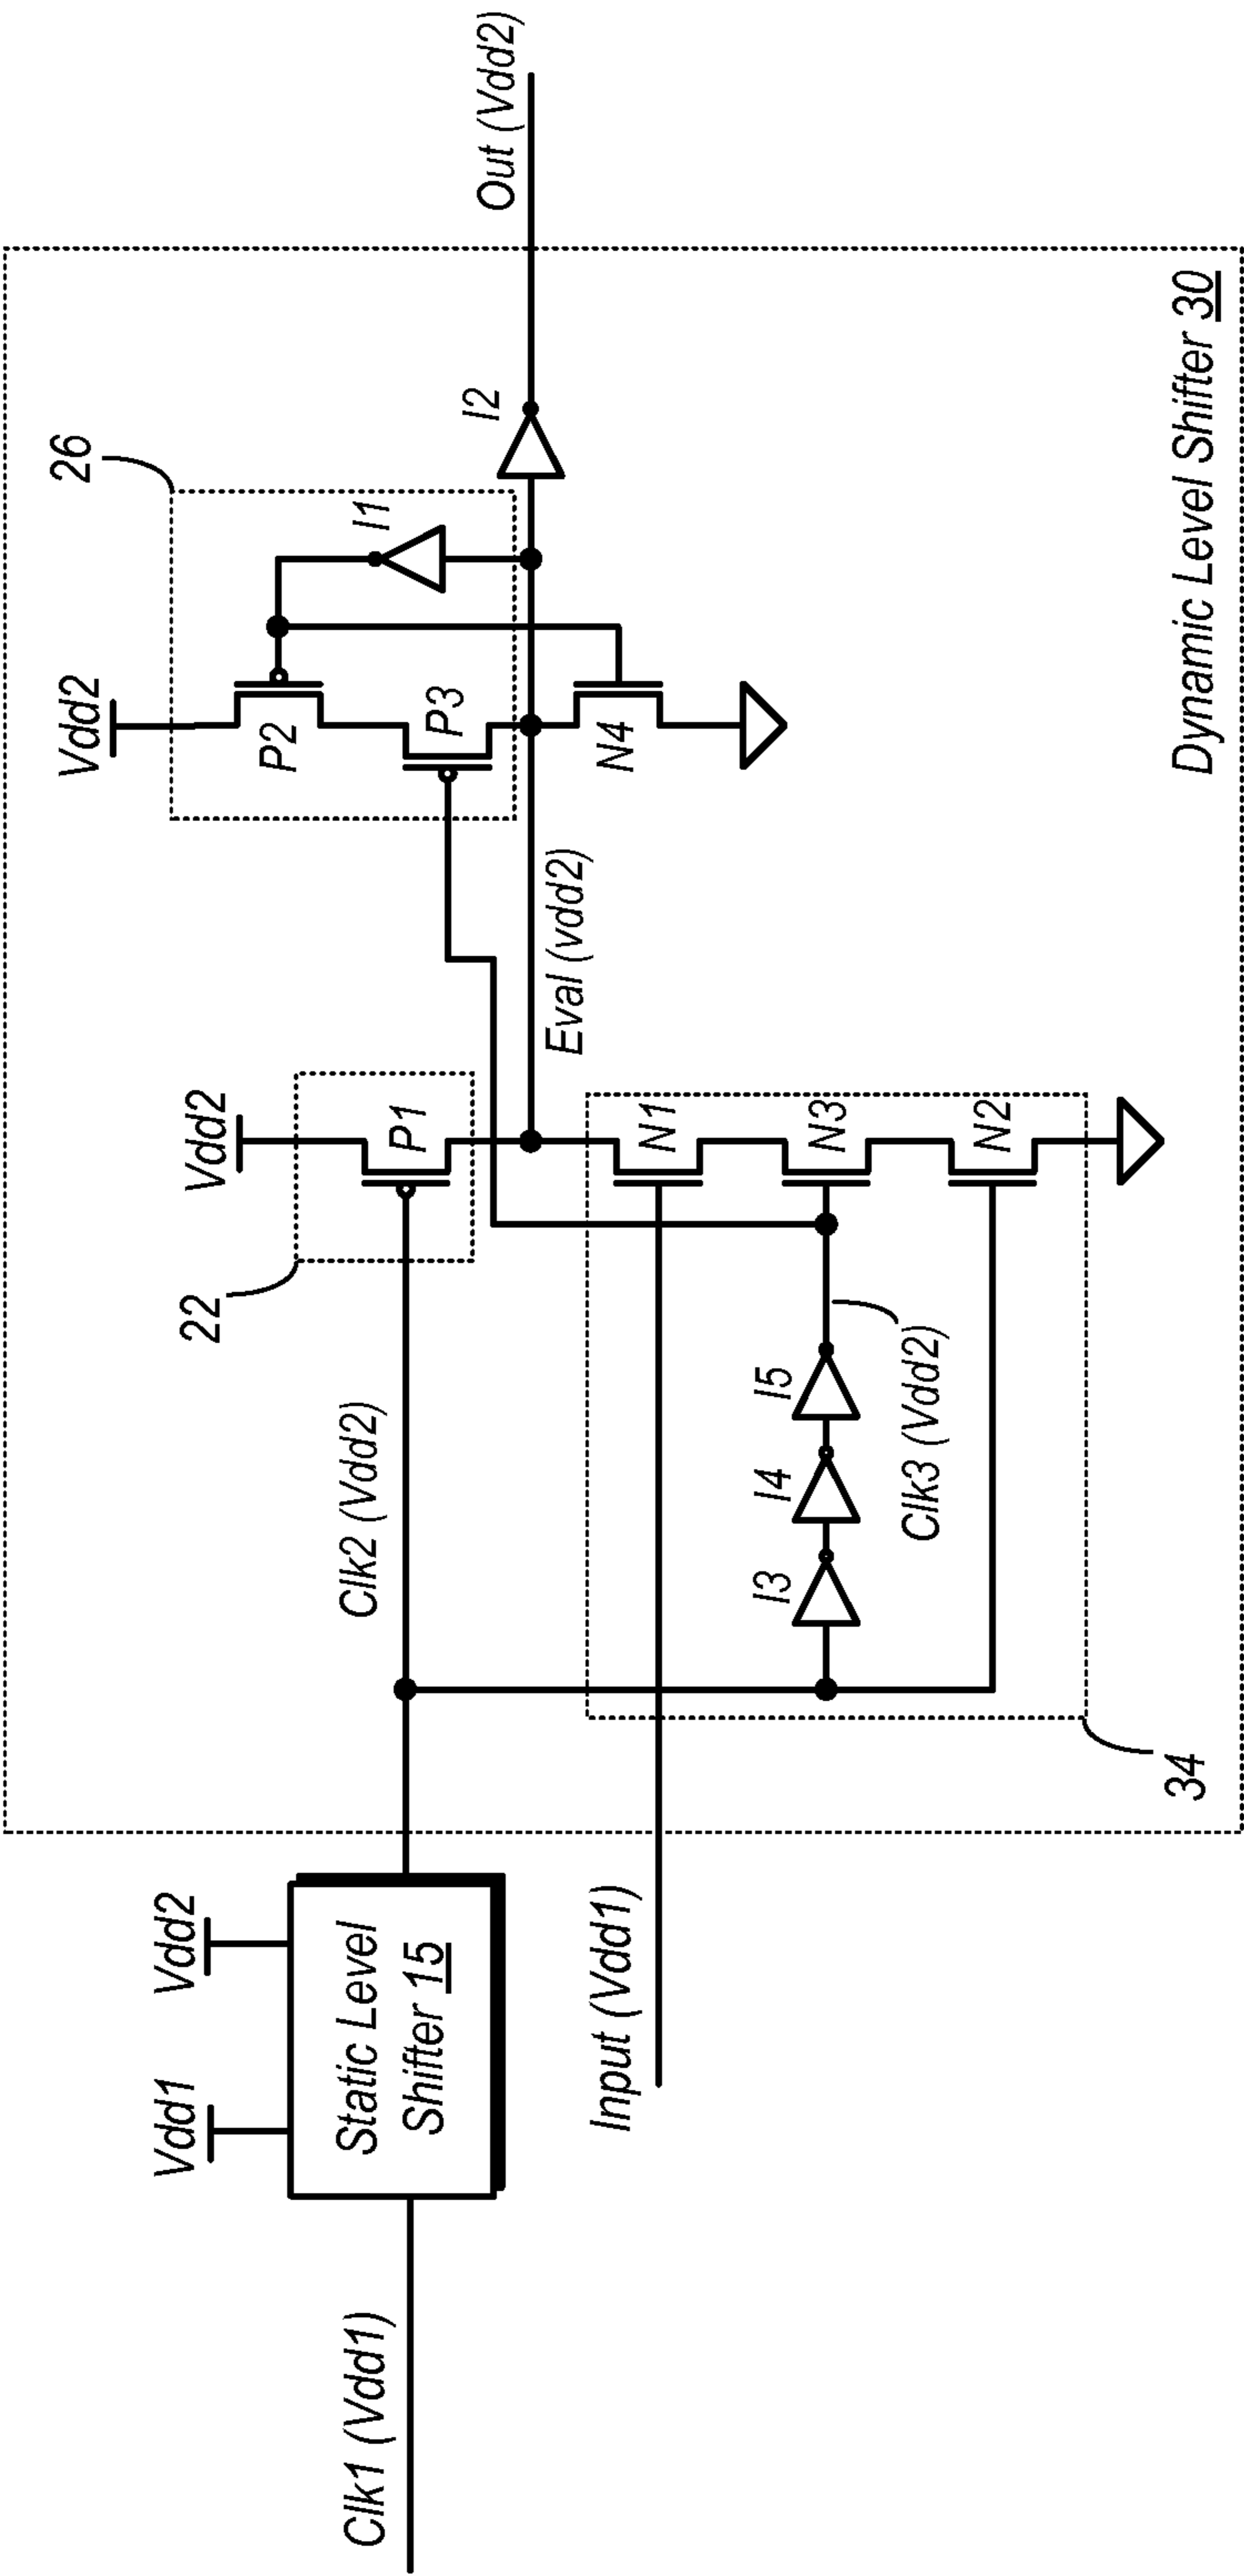 Vdd1
Vdd2
Clk1 (Vdd1)
Static Level
Shifter 15
Input (Vdd1)
Clk2 (Vdd2)
22
Vdd2
P1
Eval (vdd2)
N1
N3
N2
I3
I4
I5
Clk3 (Vdd2)
34
Vdd2
26
P2
P3
N4
I1
I2
Out (Vdd2)
Dynamic Level Shifter 30